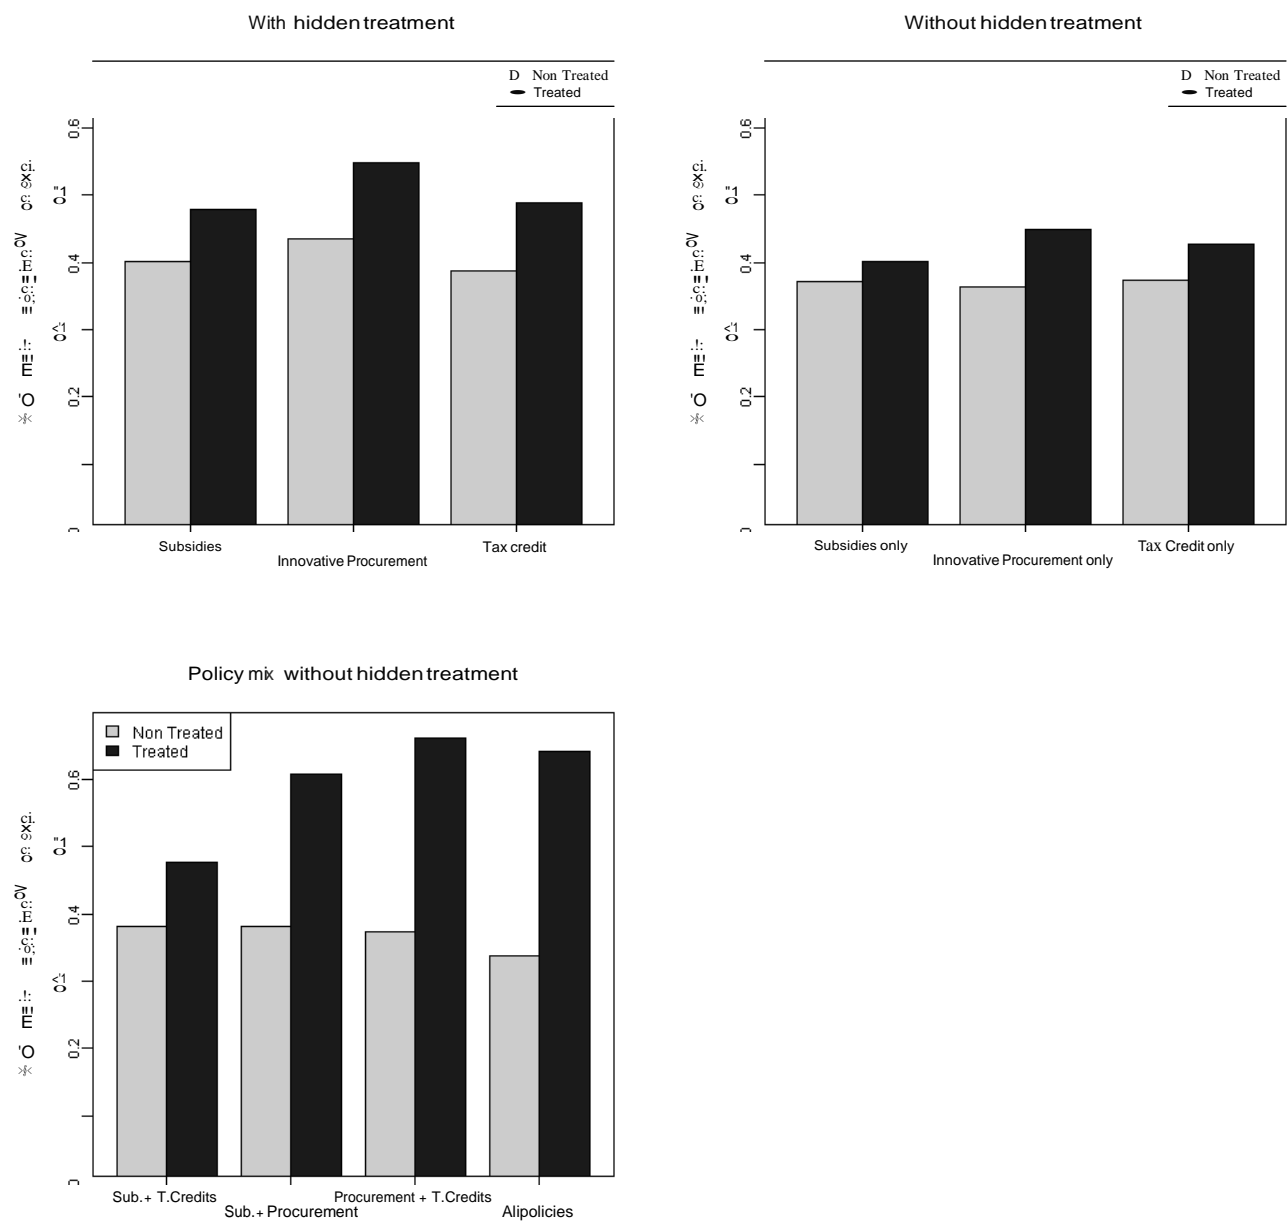 With hidden treatment
D Non Treated
Treated
0.6
0.4
0.2
Subsidies
Innovative Procurement
Tax credit
Without hidden treatment
D Non Treated
Treated
0.6
0.4
0.2
Subsidies only
Innovative Procurement only
Tax Credit only
Policy mix without hidden treatment
Non Treated
Treated
0.6
0.4
0.2
Sub.+ T.Credits
Sub.+ Procurement
Procurement + T.Credits
Alipolicies